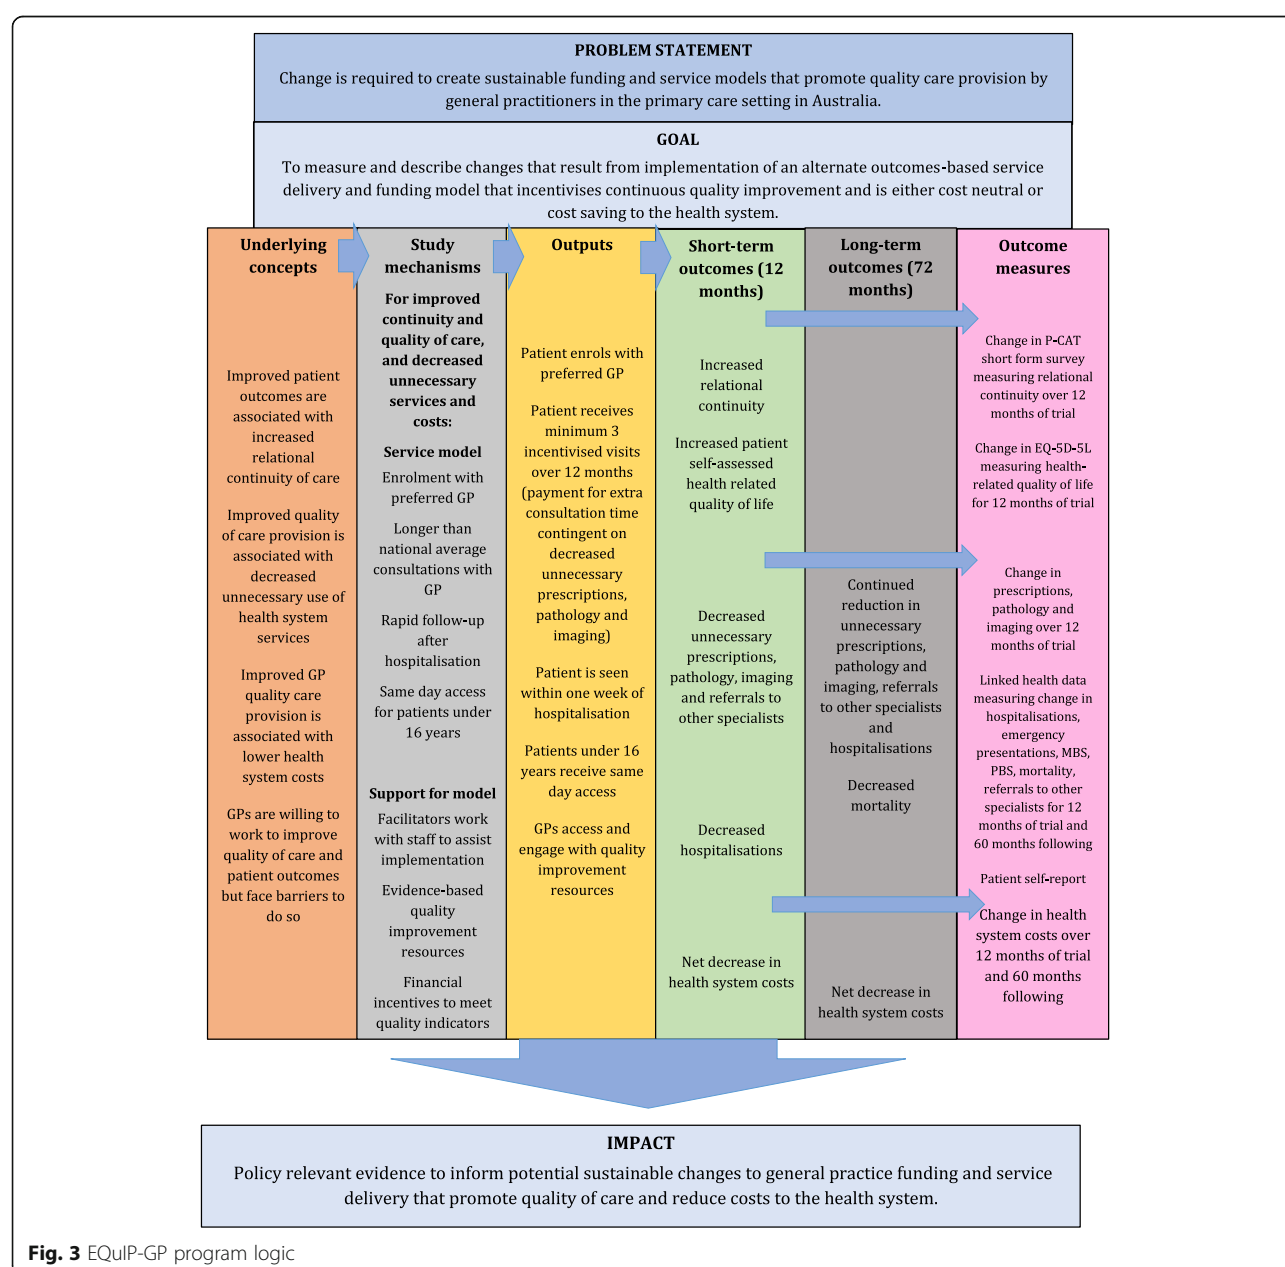 PROBLEM STATEMENT
Change is required to create sustainable funding and service models that promote quality care provision by
general practitioners in the primary care setting in Australia.
GOAL
To measure and describe changes that result from implementation of an alternate outcomes-based service
delivery and funding model that incentivises continuous quality improvement and is either cost neutral or
cost saving to the health system.
Underlying
concepts
Improved patient
outcomes are
associated with
increased
relational
continuity of care
Improved quality
of care provision is
associated with
decreased
unnecessary use of
health system
services
Improved GP
quality care
provision is
associated with
lower health
system costs
GPs are willing to
work to improve
quality of care and
patient outcomes
but face barriers to
do so
Study
mechanisms
For improved
continuity and
quality of care,
and decreased
unnecessary
services and
costs:
Service model
Enrolment with
preferred GP
Longer than
national average
consultations with
GP
Rapid follow-up
after
hospitalisation
Same day access
for patients under
16 years
Support for model
Facilitators work
with staff to assist
implementation
Evidence-based
quality
improvement
resources
Financial
incentives to meet
quality indicators
Outputs
Patient enrols with
preferred GP
Patient receives
minimum 3
incentivised visits
over 12 months
(payment for extra
consultation time
contingent on
decreased
unnecessary
prescriptions,
pathology and
imaging)
Patient is seen
within one week of
hospitalisation
Patients under 16
years receive same
day access
GPs access and
engage with quality
improvement
resources
Short-term
outcomes (12
months)
Increased
relational
continuity
Increased patient
self-assessed
health related
quality of life
Decreased
unnecessary
prescriptions,
pathology, imaging
and referrals to
other specialists
Decreased
hospitalisations
Net decrease in
health system costs
Long-term
outcomes (72
months)
Continued
reduction in
unnecessary
prescriptions,
pathology and
imaging, referrals
to other specialists
and
hospitalisations
Decreased
mortality
Net decrease in
health system costs
Outcome
measures
Change in P-CAT
short form survey
measuring relational
continuity over 12
months of trial
Change in EQ-5D-5L
measuring health-
related quality of life
for 12 months of trial
Change in
prescriptions,
pathology and
imaging over 12
months of trial
Linked health data
measuring change in
hospitalisations,
emergency
presentations, MBS,
PBS, mortality,
referrals to other
specialists for 12
months of trial and
60 months following
Patient self-report
Change in health
system costs over
12 months of trial
and 60 months
following
IMPACT
Policy relevant evidence to inform potential sustainable changes to general practice funding and service
delivery that promote quality of care and reduce costs to the health system.
Fig. 3 EQuIP-GP program logic